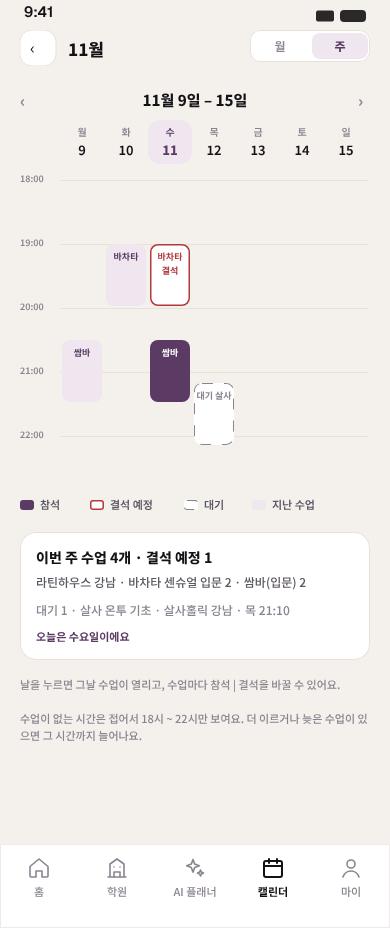 9:41
‹
11월
월
주
‹
11월 9일 – 15일
›
월 화 수 목 금 토 일
9 10 11 12 13 14 15
18:00
19:00
바차타
바차타
결석
20:00
쌈바
쌈바
21:00
대기 살사
22:00
참석
결석 예정
대기
지난 수업
이번 주 수업 4개 · 결석 예정 1
라틴하우스 강남 · 바차타 센슈얼 입문 2 · 쌈바(입문) 2
대기 1 · 살사 온투 기초 · 살사홀릭 강남 · 목 21:10
오늘은 수요일이에요
날을 누르면 그날 수업이 열리고, 수업마다 참석 | 결석을 바꿀 수 있어요.
수업이 없는 시간은 접어서 18시 ~ 22시만 보여요. 더 이르거나 늦은 수업이 있
으면 그 시간까지 늘어나요.
홈
학원
AI 플래너
캘린더
마이